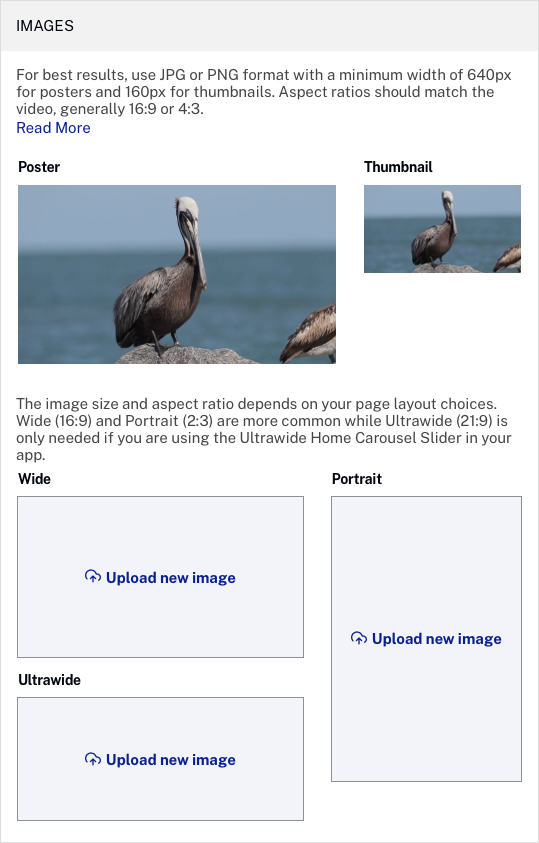 IMAGES
For best results, use JPG or PNG format with a minimum width of 640px
for posters and 160px for thumbnails. Aspect ratios should match the
video, generally 16:9 or 4:3.
Read More
Poster
Thumbnail
The image size and aspect ratio depends on your page layout choices.
Wide (16:9) and Portrait (2:3) are more common while Ultrawide (21:9) is
only needed if you are using the Ultrawide Home Carousel Slider in your
app.
Wide
Portrait
Upload new image
Upload new image
Ultrawide
Upload new image